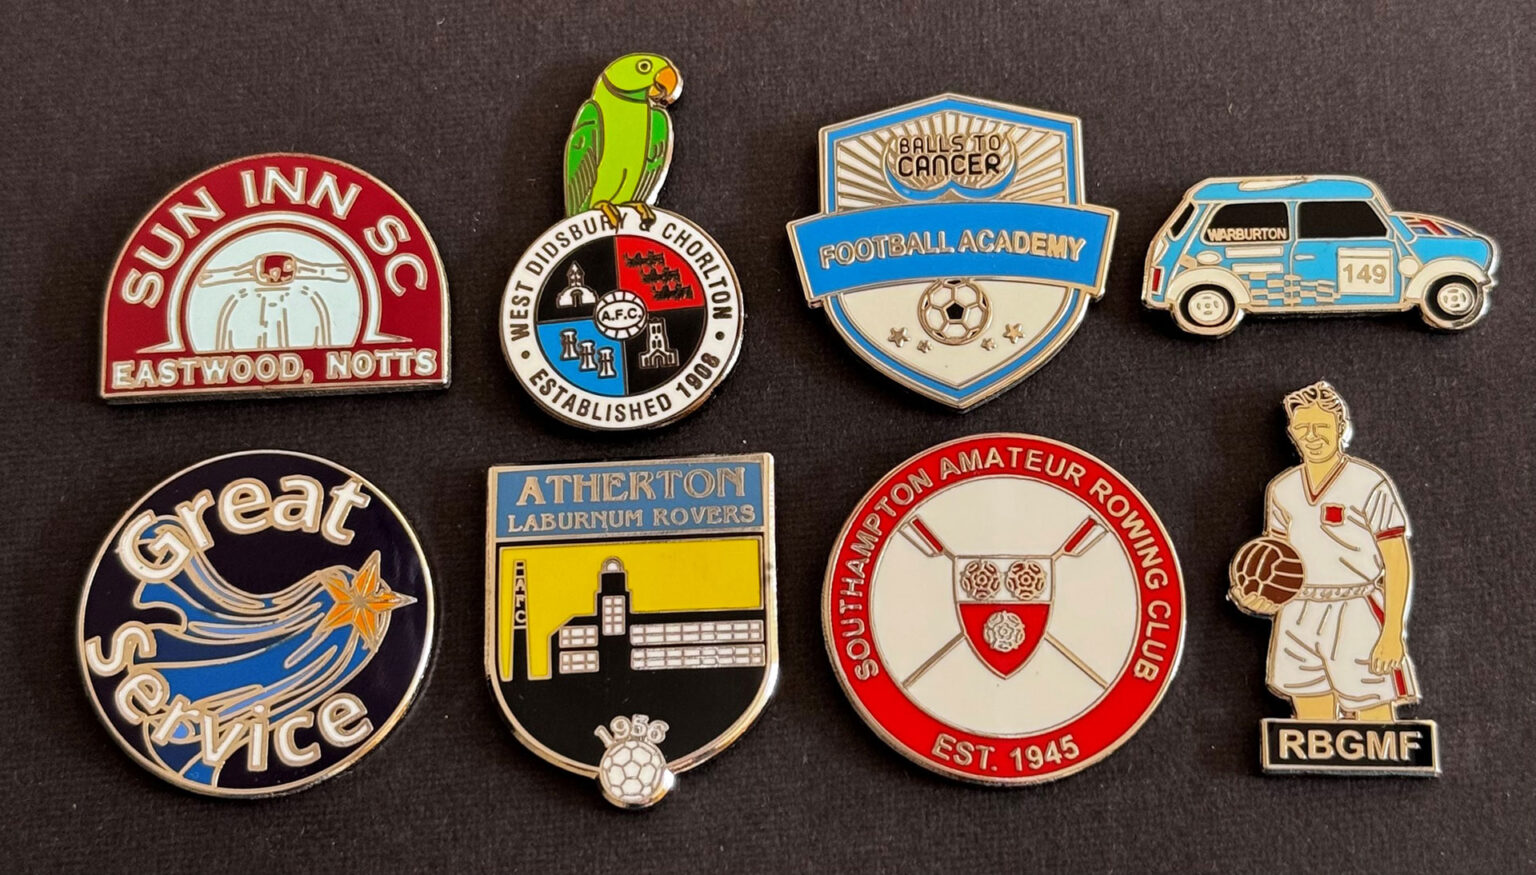 SUN INN SC
EASTWOOD, NOTTS
WEST DIDSBURY & CHORLTON
A.F.C.
ESTABLISHED 1908
BALLS TO
CANCER
FOOTBALL ACADEMY
WARBURTON
149
Great
Service
ATHERTON
LABURNUM ROVERS
1956
SOUTHAMPTON AMATEUR ROWING CLUB
EST. 1945
RBGMF